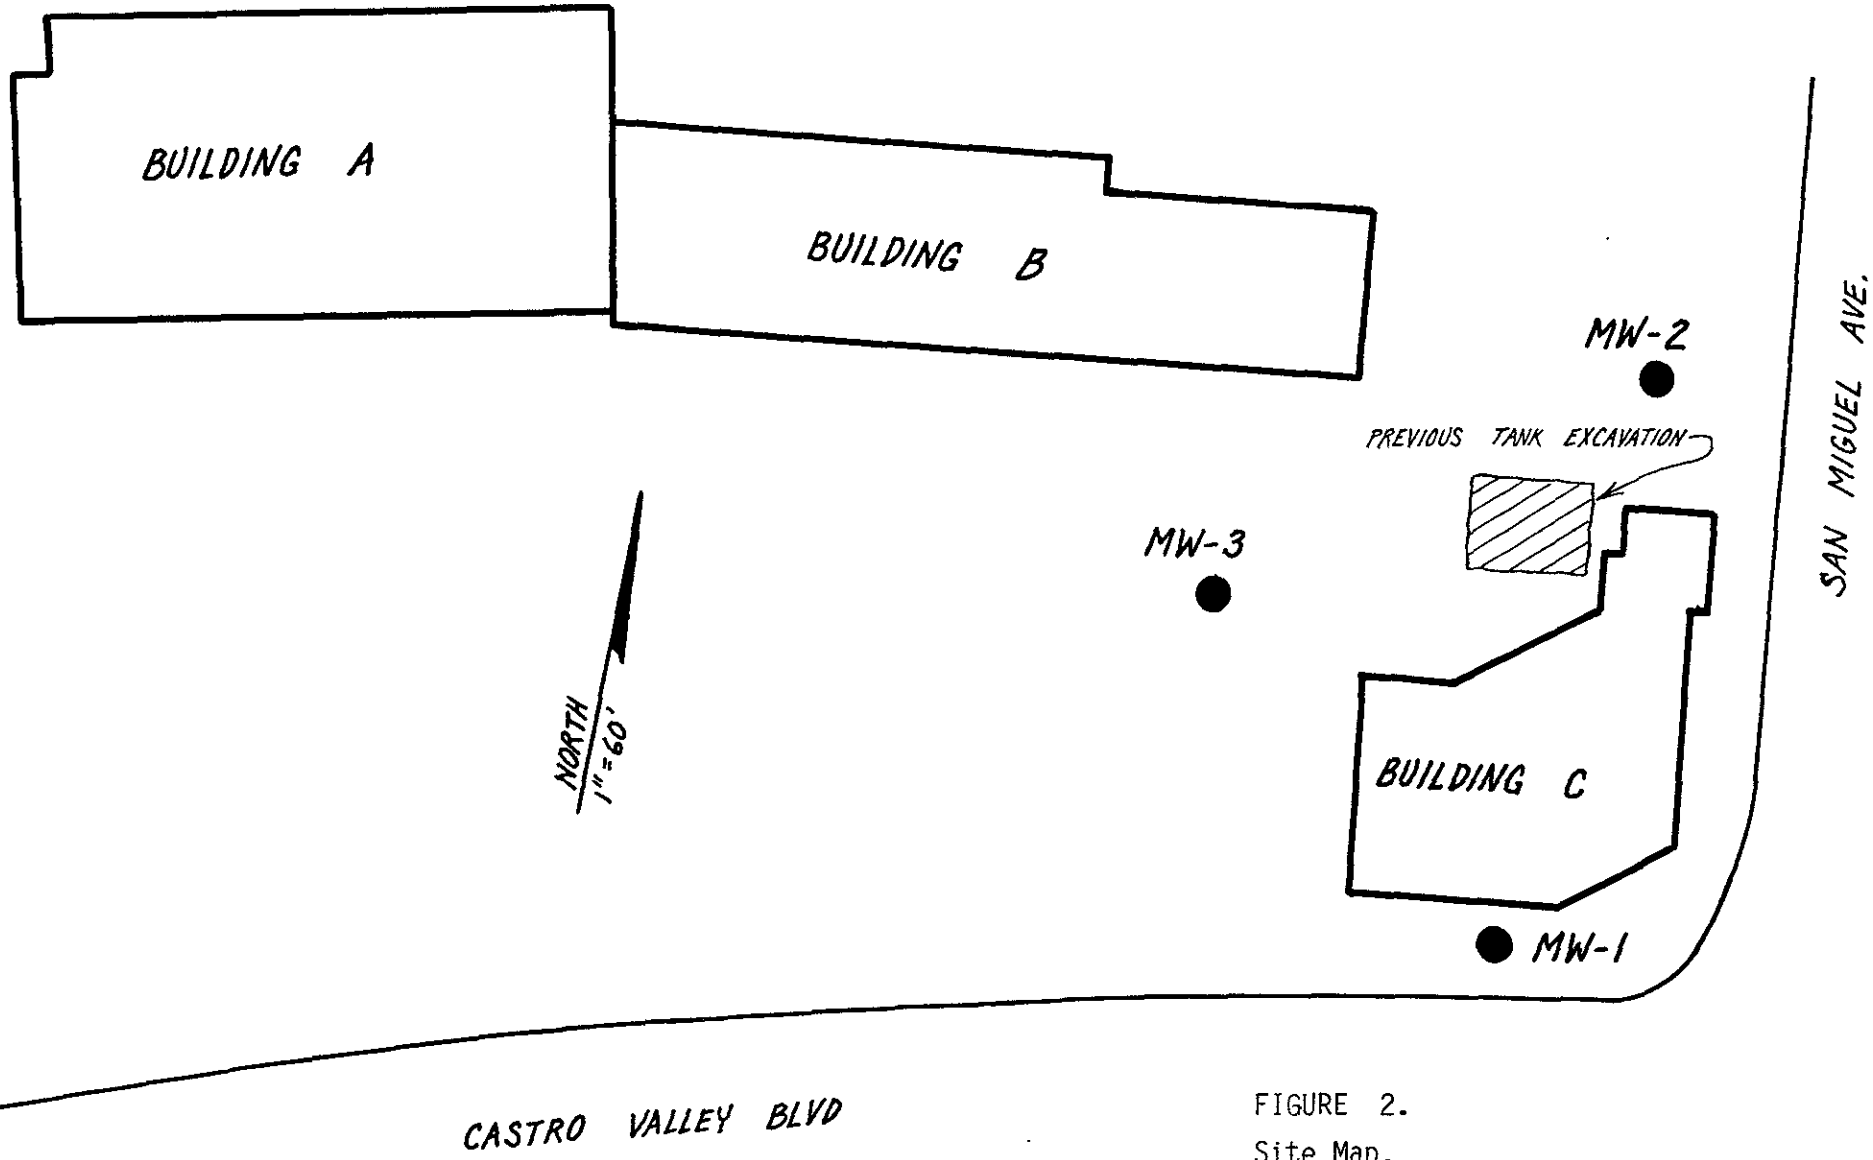 BUILDING A
BUILDING B
MW-2
PREVIOUS TANK EXCAVATION
SAN MIGUEL AVE.
MW-3
NORTH
1"=60'
BUILDING C
MW-1
CASTRO VALLEY BLVD
FIGURE 2.
Site Map.